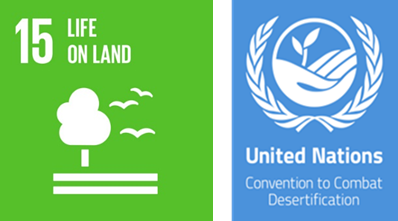 15 LIFE
ON LAND
United Nations
Convention to Combat
Desertification